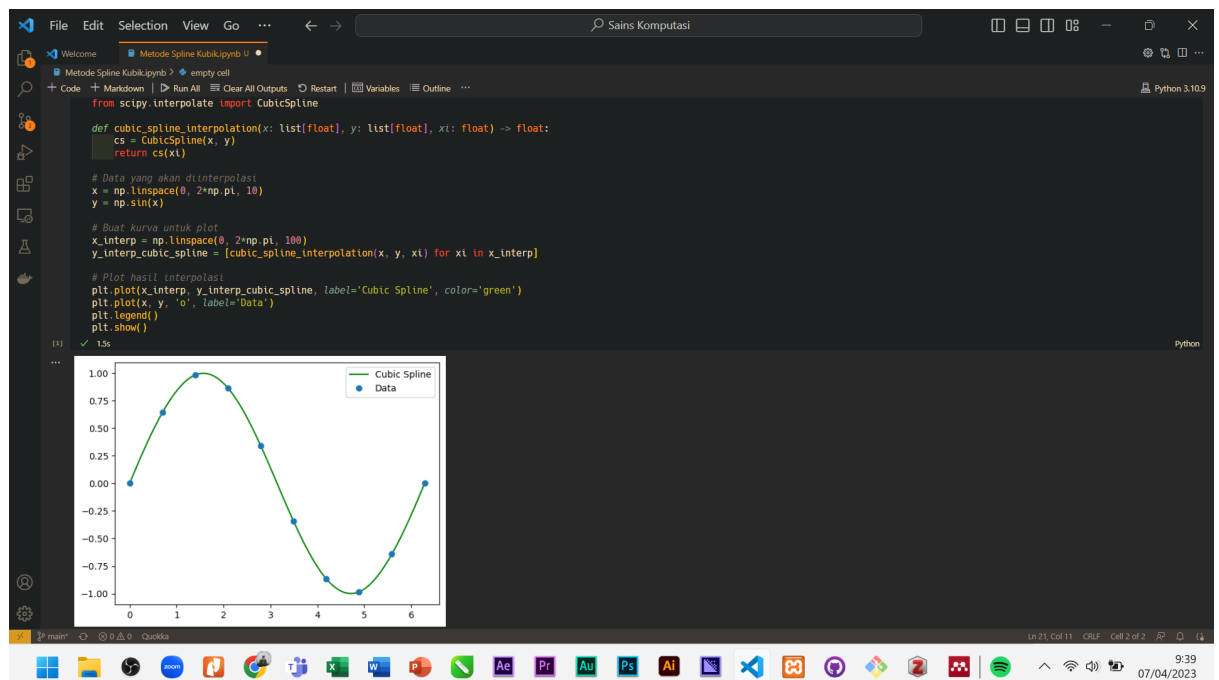 File Edit Selection View Go ··· Sains Komputasi
Welcome Metode Spline Kubik.ipynb U
Metode Spline Kubik.ipynb > empty cell
+ Code + Markdown | Run All Clear All Outputs Restart | Variables Outline ··· Python 3.10.9
from scipy.interpolate import CubicSpline
def cubic_spline_interpolation(x: list[float], y: list[float], xi: float) -> float:
cs = CubicSpline(x, y)
return cs(xi)
# Data yang akan diinterpolasi
x = np.linspace(0, 2*np.pi, 10)
y = np.sin(x)
# Buat kurva untuk plot
x_interp = np.linspace(0, 2*np.pi, 100)
y_interp_cubic_spline = [cubic_spline_interpolation(x, y, xi) for xi in x_interp]
# Plot hasil interpolasi
plt.plot(x_interp, y_interp_cubic_spline, label='Cubic Spline', color='green')
plt.plot(x, y, 'o', label='Data')
plt.legend()
plt.show()
[1] ✓ 1.5s Python
Cubic Spline
Data
1.00
0.75
0.50
0.25
0.00
−0.25
−0.50
−0.75
−1.00
0 1 2 3 4 5 6
main* 0 0 Quokka Ln 21, Col 11 CRLF Cell 2 of 2
zoom Ae Pr Au Ps Ai Z
9:39
07/04/2023